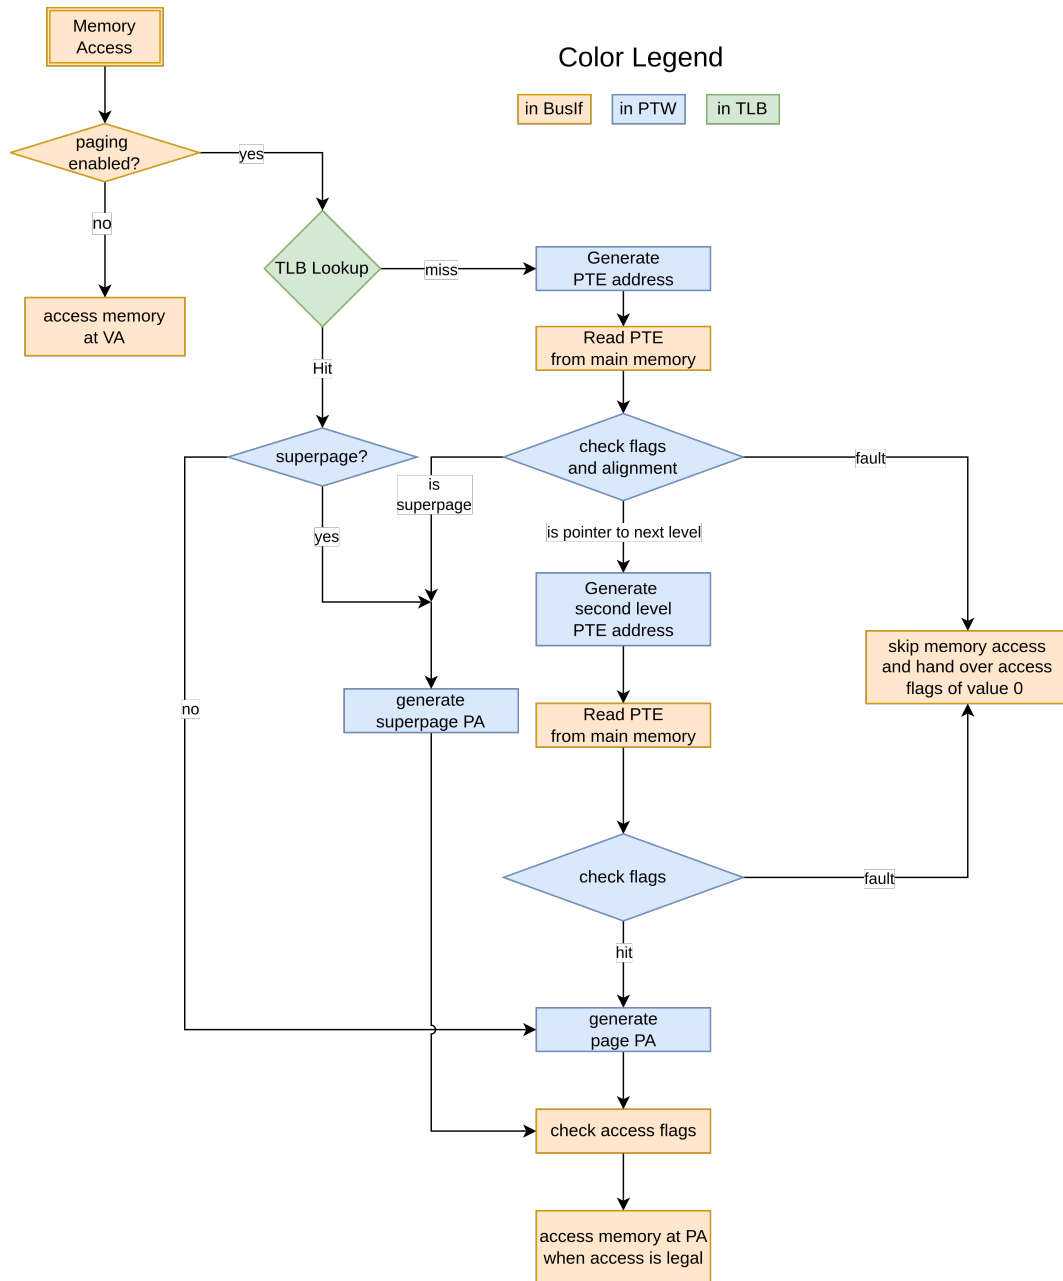 Memory
Access
Color Legend
in BusIf
in PTW
in TLB
paging
enabled?
yes
no
TLB Lookup
miss
Generate
PTE address
access memory
at VA
Read PTE
from main memory
Hit
superpage?
check flags
and alignment
fault
is
superpage
yes
is pointer to next level
Generate
second level
PTE address
skip memory access
and hand over access
flags of value 0
no
generate
superpage PA
Read PTE
from main memory
check flags
fault
hit
generate
page PA
check access flags
access memory at PA
when access is legal